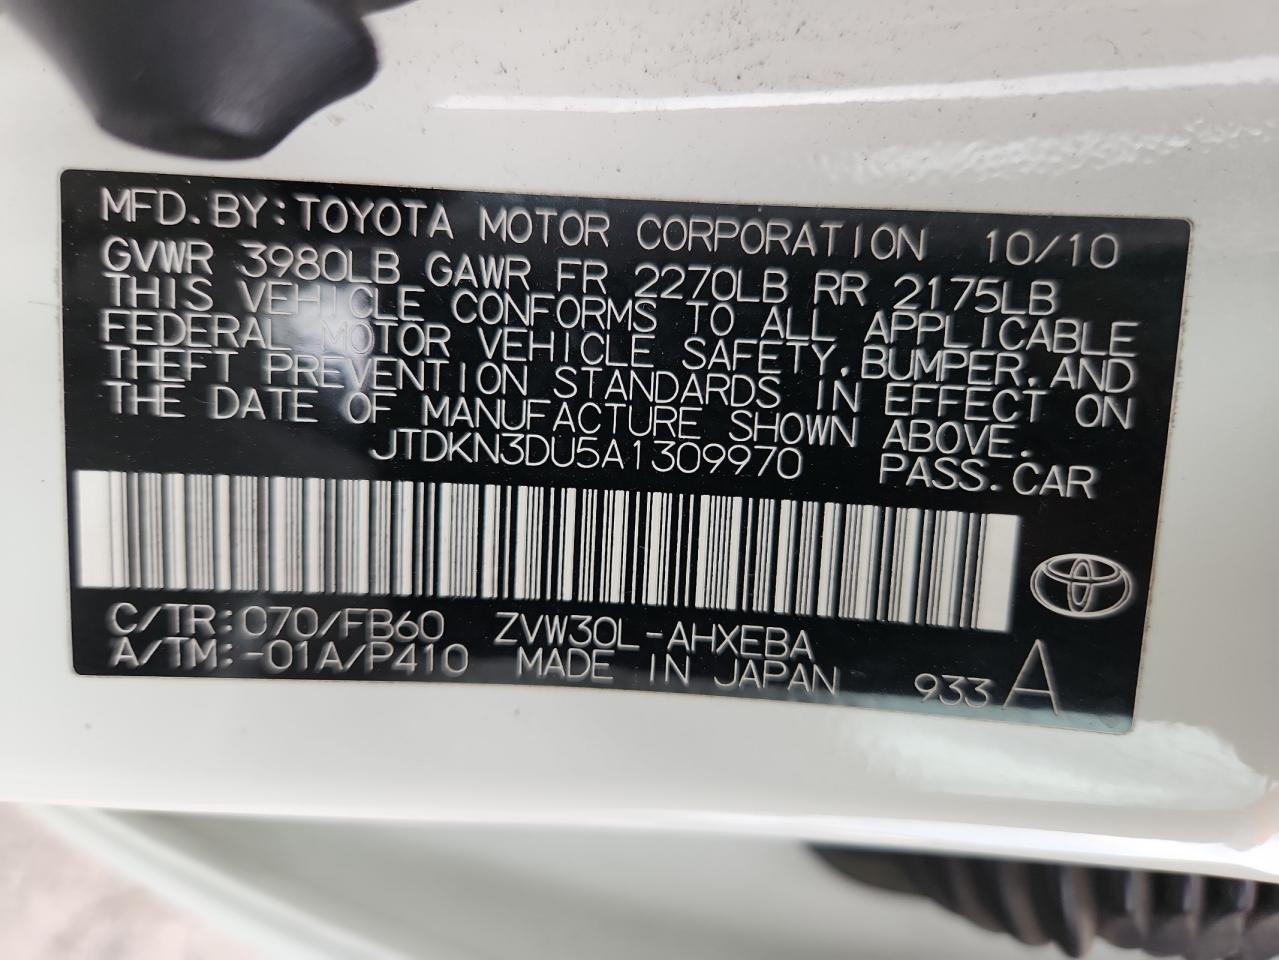 MFD.BY:TOYOTA MOTOR CORPORATION 10/10
GVWR 3980LB GAWR FR 2270LB RR 2175LB
THIS VEHICLE CONFORMS TO ALL APPLICABLE
FEDERAL MOTOR VEHICLE SAFETY,BUMPER,AND
THEFT PREVENTION STANDARDS IN EFFECT ON
THE DATE OF MANUFACTURE SHOWN ABOVE.
JTDKN3DU5A1309970 PASS.CAR
C/TR:070/FB60 ZVW30L-AHXEBA
A/TM:-01A/P410 MADE IN JAPAN 933 A